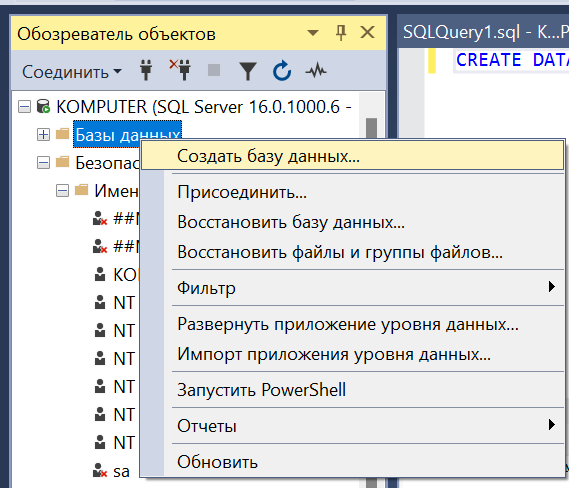 Обозреватель объектов
SQLQuery1.sql - K...P
Соединить
CREATE DATA
KOMPUTER (SQL Server 16.0.1000.6 -
Базы данных
Безопас
Создать базу данных...
Присоединить...
Имен
Восстановить базу данных...
##
##
Восстановить файлы и группы файлов...
KO
Фильтр
NT
Развернуть приложение уровня данных...
NT
Импорт приложения уровня данных...
NT
Запустить PowerShell
NT
Отчеты
NT
Обновить
sa